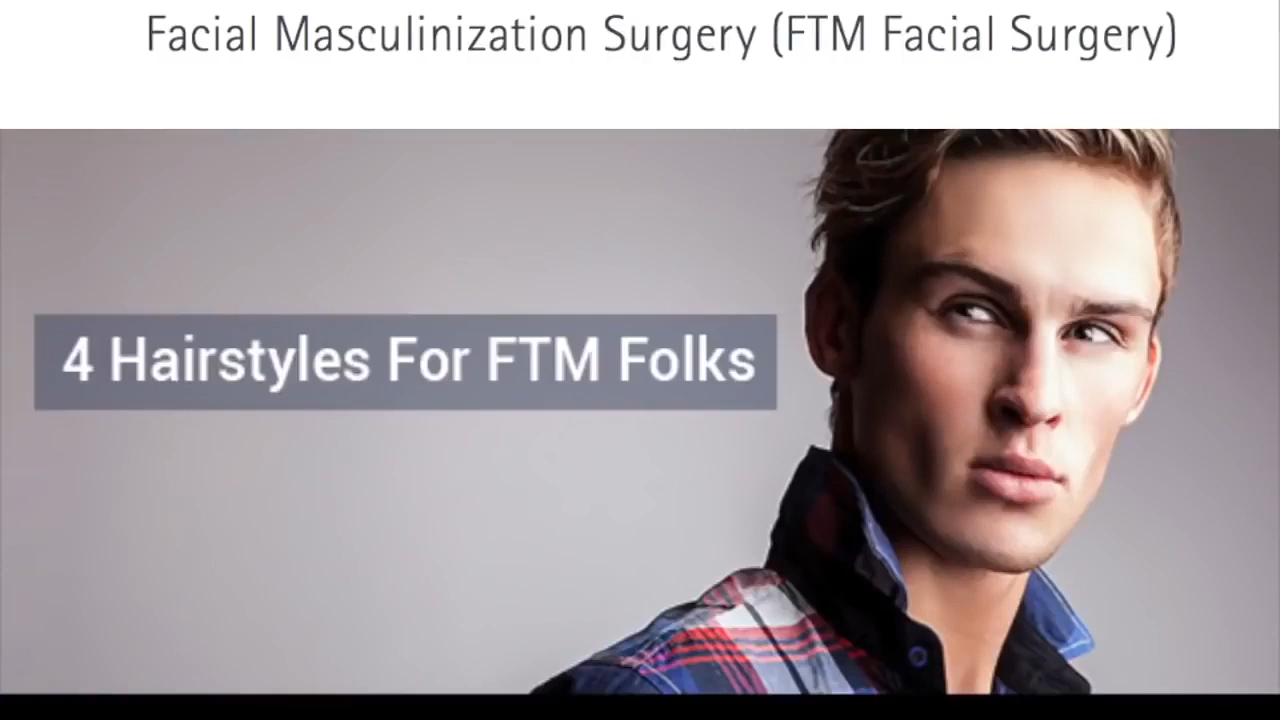 Facial Masculinization Surgery (FTM Facial Surgery)
4 Hairstyles For FTM Folks